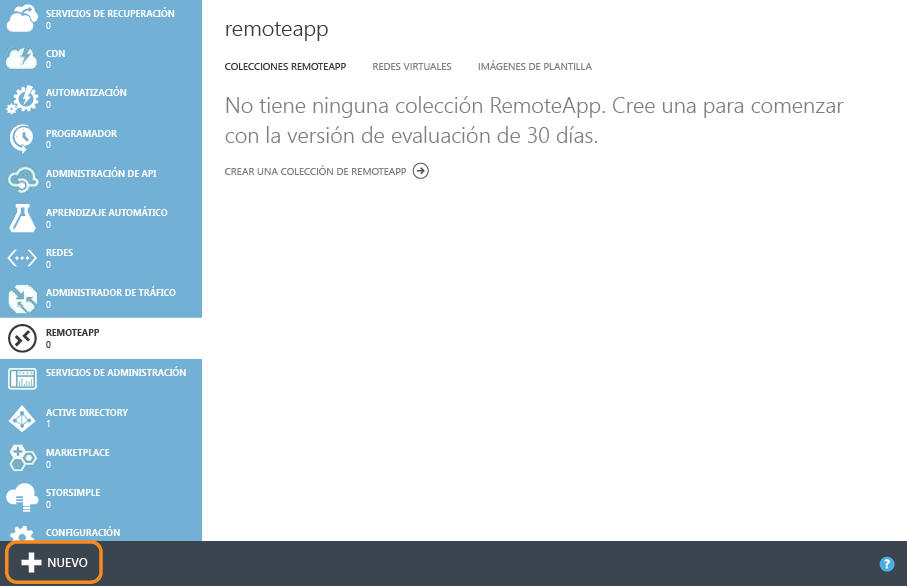 SERVICIOS DE RECUPERACIÓN
0
CDN
0
AUTOMATIZACIÓN
0
PROGRAMADOR
0
ADMINISTRACIÓN DE API
0
APRENDIZAJE AUTOMÁTICO
0
REDES
0
ADMINISTRADOR DE TRÁFICO
0
REMOTEAPP
0
SERVICIOS DE ADMINISTRACIÓN
ACTIVE DIRECTORY
1
MARKETPLACE
0
STORSIMPLE
0
CONFIGURACIÓN
remoteapp
COLECCIONES REMOTEAPP REDES VIRTUALES IMÁGENES DE PLANTILLA
No tiene ninguna colección RemoteApp. Cree una para comenzar
con la versión de evaluación de 30 días.
CREAR UNA COLECCIÓN DE REMOTEAPP
NUEVO
?